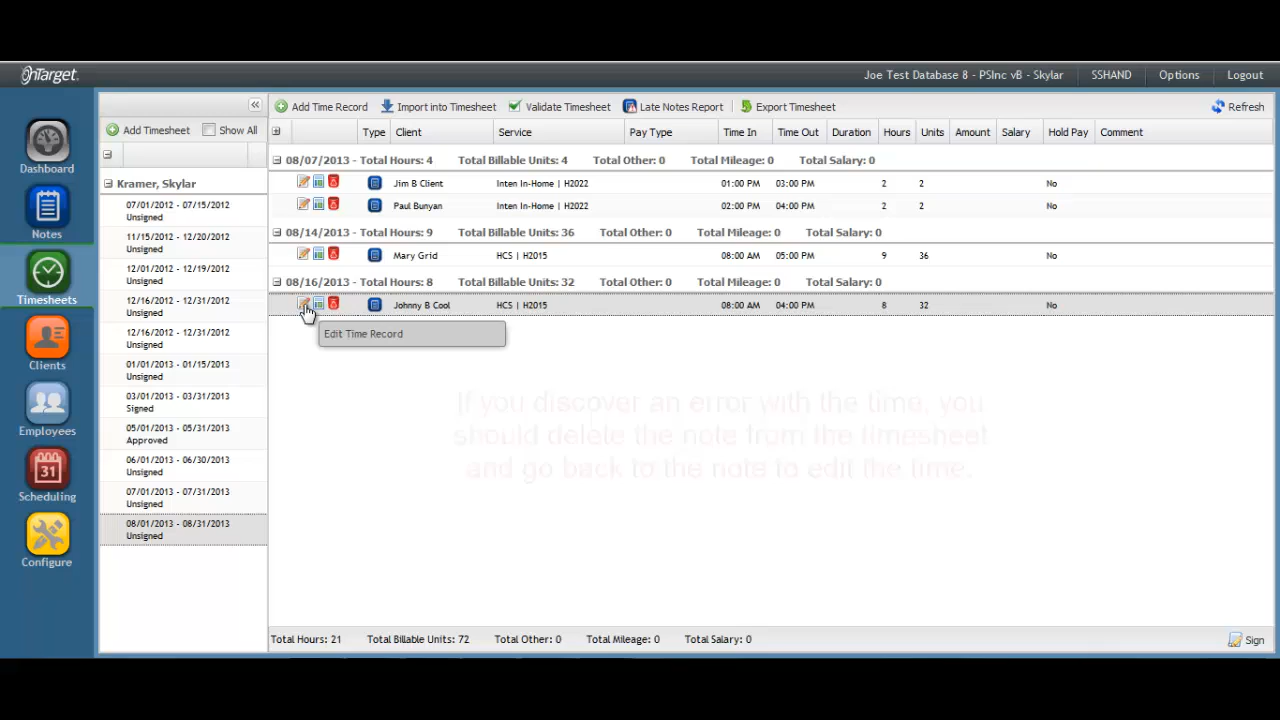 OnTarget.
Joe Test Database 8 - PSInc vB - Skylar SSHAND Options Logout
Dashboard
Notes
Timesheets
Clients
Employees
31
Scheduling
Configure
Add Timesheet Show All
Kramer, Skylar
07/01/2012 - 07/15/2012
Unsigned
11/15/2012 - 12/20/2012
Unsigned
12/01/2012 - 12/19/2012
Unsigned
12/16/2012 - 12/31/2012
Unsigned
12/16/2012 - 12/31/2012
Unsigned
01/01/2013 - 01/15/2013
Unsigned
03/01/2013 - 03/31/2013
Signed
05/01/2013 - 05/31/2013
Approved
06/01/2013 - 06/30/2013
Unsigned
07/01/2013 - 07/31/2013
Unsigned
08/01/2013 - 08/31/2013
Unsigned
Add Time Record Import into Timesheet Validate Timesheet Late Notes Report Export Timesheet Refresh
Type Client Service Pay Type Time In Time Out Duration Hours Units Amount Salary Hold Pay Comment
08/07/2013 - Total Hours: 4 Total Billable Units: 4 Total Other: 0 Total Mileage: 0 Total Salary: 0
Jim B Client Inten In-Home | H2022 01:00 PM 03:00 PM 2 2 No
Paul Bunyan Inten In-Home | H2022 02:00 PM 04:00 PM 2 2 No
08/14/2013 - Total Hours: 9 Total Billable Units: 36 Total Other: 0 Total Mileage: 0 Total Salary: 0
Mary Grid HCS | H2015 08:00 AM 05:00 PM 9 36 No
08/16/2013 - Total Hours: 8 Total Billable Units: 32 Total Other: 0 Total Mileage: 0 Total Salary: 0
Johnny B Cool HCS | H2015 08:00 AM 04:00 PM 8 32 No
Edit Time Record
If you discover an error with the time, you
should delete the note from the timesheet
and go back to the note to edit the time.
Total Hours: 21 Total Billable Units: 72 Total Other: 0 Total Mileage: 0 Total Salary: 0 Sign